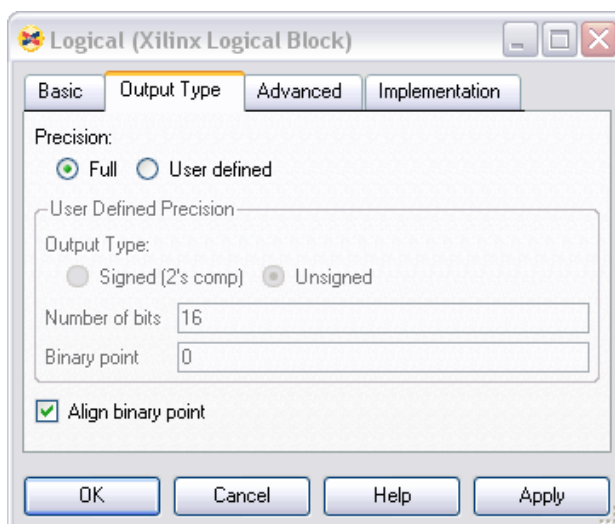 Logical (Xilinx Logical Block)
Basic
Output Type
Advanced
Implementation
Precision:
Full
User defined
User Defined Precision
Output Type:
Signed (2's comp)
Unsigned
Number of bits 16
Binary point 0
Align binary point
OK
Cancel
Help
Apply